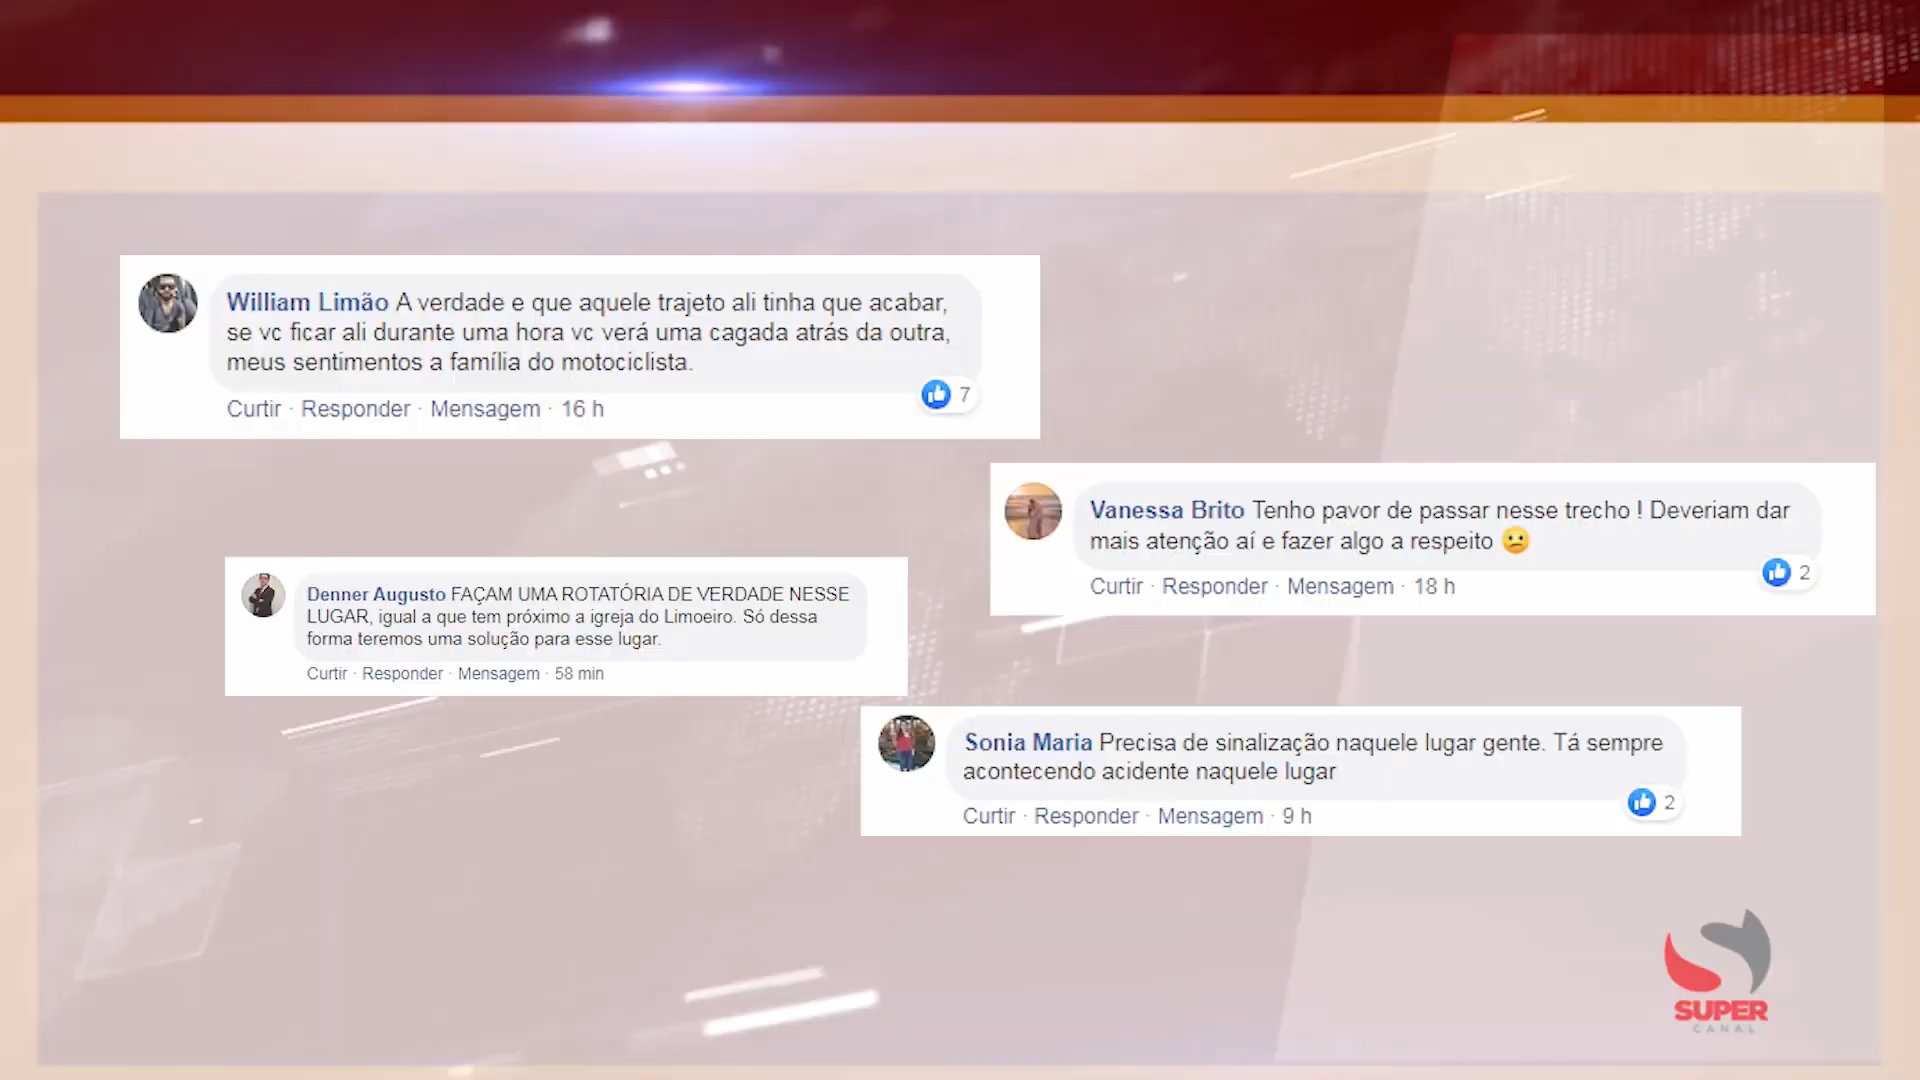 William Limão A verdade e que aquele trajeto ali tinha que acabar,
se vc ficar ali durante uma hora vc verá uma cagada atrás da outra,
meus sentimentos a família do motociclista.
7
Curtir · Responder · Mensagem · 16 h
Vanessa Brito Tenho pavor de passar nesse trecho ! Deveriam dar
mais atenção aí e fazer algo a respeito 😕
2
Curtir · Responder · Mensagem · 18 h
Denner Augusto FAÇAM UMA ROTATÓRIA DE VERDADE NESSE
LUGAR, igual a que tem próximo a igreja do Limoeiro. Só dessa
forma teremos uma solução para esse lugar.
Curtir · Responder · Mensagem · 58 min
Sonia Maria Precisa de sinalização naquele lugar gente. Tá sempre
acontecendo acidente naquele lugar
2
Curtir · Responder · Mensagem · 9 h
SUPER
CANAL